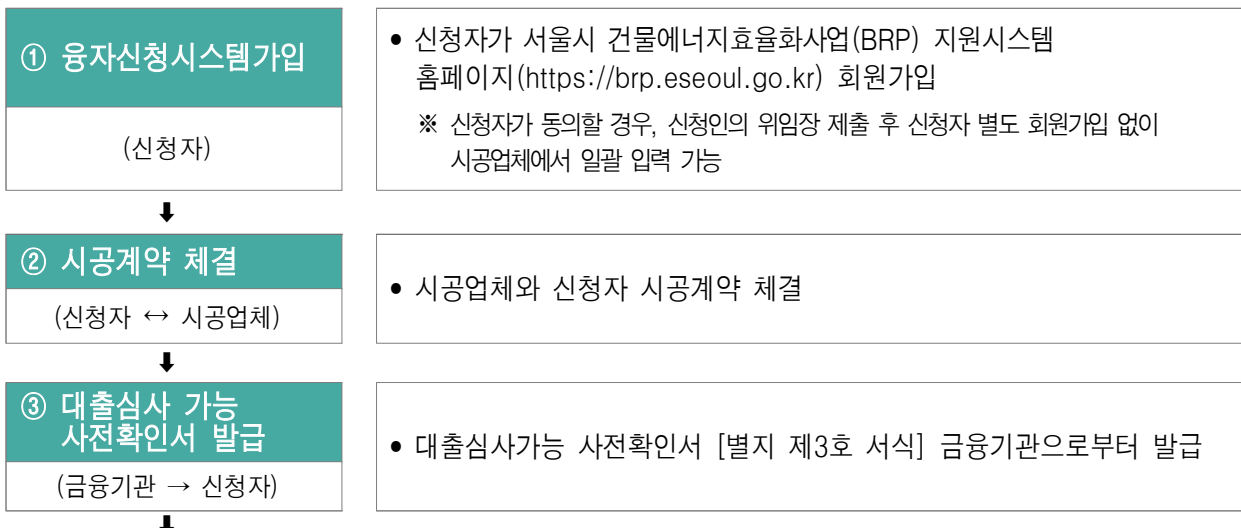 ① 융자신청시스템가입
(신청자)
• 신청자가 서울시 건물에너지효율화사업(BRP) 지원시스템
홈페이지(https://brp.eseoul.go.kr) 회원가입
※ 신청자가 동의할 경우, 신청인의 위임장 제출 후 신청자 별도 회원가입 없이
시공업체에서 일괄 입력 가능
⬇
② 시공계약 체결
(신청자 ↔ 시공업체)
• 시공업체와 신청자 시공계약 체결
⬇
③ 대출심사 가능
사전확인서 발급
(금융기관 → 신청자)
• 대출심사가능 사전확인서 [별지 제3호 서식] 금융기관으로부터 발급
⬇